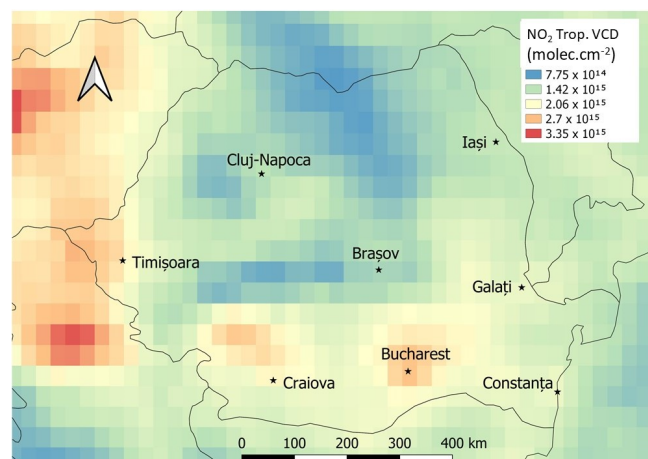 NO₂ Trop. VCD
(molec.cm⁻²)
7.75 x 10¹⁴
1.42 x 10¹⁵
2.06 x 10¹⁵
2.7 x 10¹⁵
3.35 x 10¹⁵
Iași
Cluj-Napoca
Brașov
Timișoara
Galați
Bucharest
Craiova
Constanța
0 100 200 300 400 km